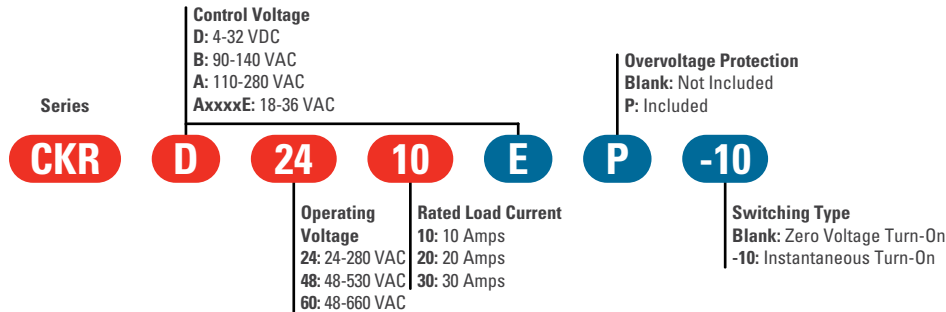 Control Voltage
D: 4-32 VDC
B: 90-140 VAC
A: 110-280 VAC
AxxxxE: 18-36 VAC
Overvoltage Protection
Blank: Not Included
P: Included
Series
CKR D 24 10 E P -10
Operating
Voltage
24: 24-280 VAC
48: 48-530 VAC
60: 48-660 VAC
Rated Load Current
10: 10 Amps
20: 20 Amps
30: 30 Amps
Switching Type
Blank: Zero Voltage Turn-On
-10: Instantaneous Turn-On